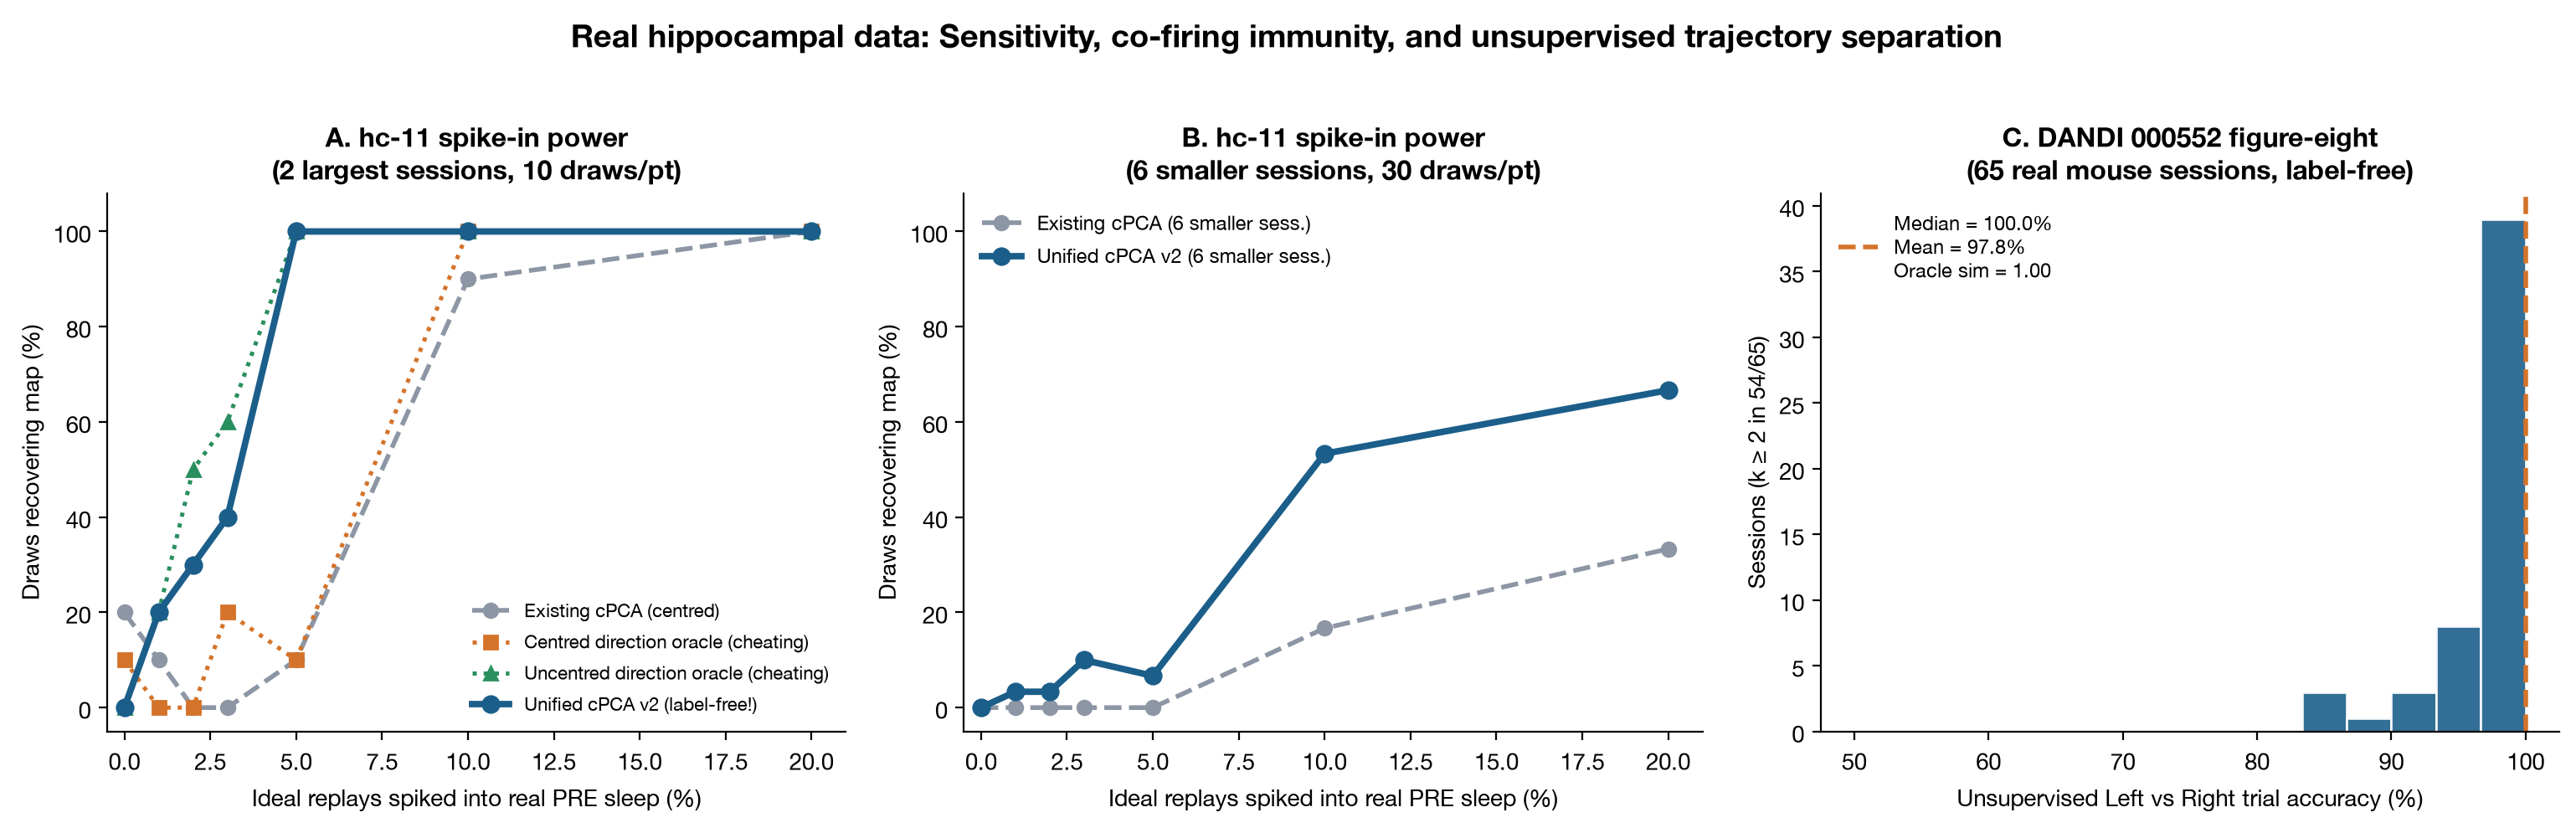 Real hippocampal data: Sensitivity, co-firing immunity, and unsupervised trajectory separation
A. hc-11 spike-in power
(2 largest sessions, 10 draws/pt)
Draws recovering map (%)
100
80
60
40
20
0
Existing cPCA (centred)
Centred direction oracle (cheating)
Uncentred direction oracle (cheating)
Unified cPCA v2 (label-free!)
0.0 2.5 5.0 7.5 10.0 12.5 15.0 17.5 20.0
Ideal replays spiked into real PRE sleep (%)
B. hc-11 spike-in power
(6 smaller sessions, 30 draws/pt)
Draws recovering map (%)
Existing cPCA (6 smaller sess.)
Unified cPCA v2 (6 smaller sess.)
100
80
60
40
20
0
0.0 2.5 5.0 7.5 10.0 12.5 15.0 17.5 20.0
Ideal replays spiked into real PRE sleep (%)
C. DANDI 000552 figure-eight
(65 real mouse sessions, label-free)
Sessions (k ≥ 2 in 54/65)
Median = 100.0%
Mean = 97.8%
Oracle sim = 1.00
40
35
30
25
20
15
10
5
0
50 60 70 80 90 100
Unsupervised Left vs Right trial accuracy (%)